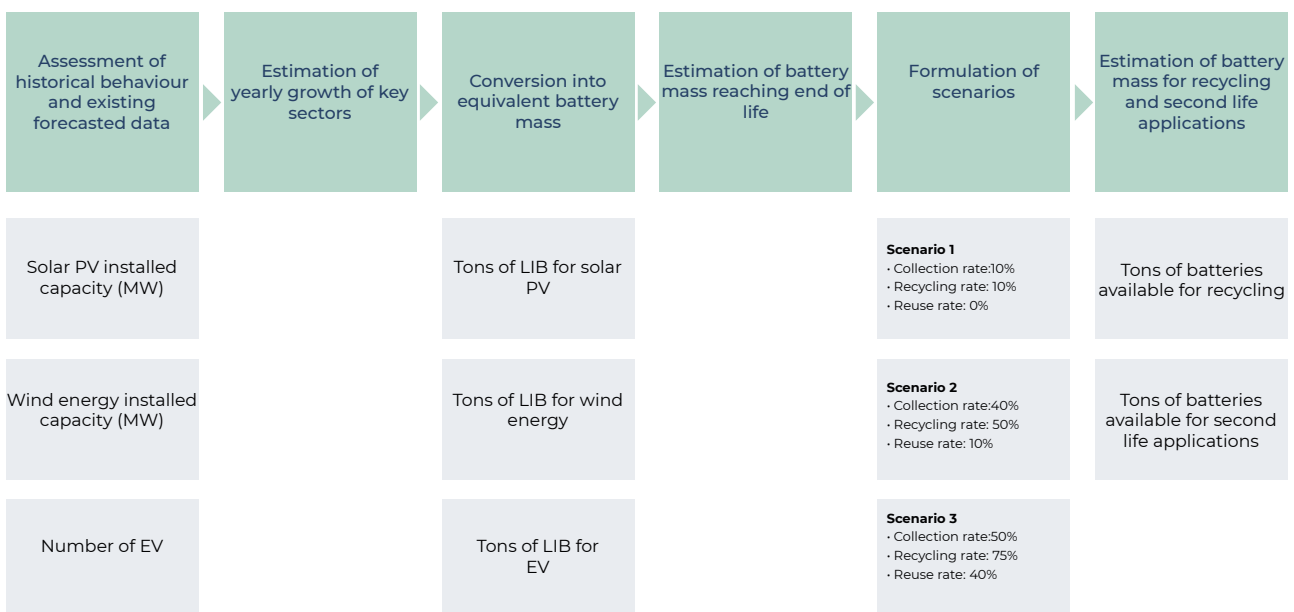 Assessment of
historical behaviour
and existing
forecasted data
Estimation of
yearly growth of key
sectors
Conversion into
equivalent battery
mass
Estimation of battery
mass reaching end of
life
Formulation of
scenarios
Estimation of battery
mass for recycling
and second life
applications
Solar PV installed
capacity (MW)
Tons of LIB for solar
PV
Scenario 1
• Collection rate:10%
• Recycling rate: 10%
• Reuse rate: 0%
Tons of batteries
available for recycling
Wind energy installed
capacity (MW)
Tons of LIB for wind
energy
Scenario 2
• Collection rate:40%
• Recycling rate: 50%
• Reuse rate: 10%
Tons of batteries
available for second
life applications
Number of EV
Tons of LIB for
EV
Scenario 3
• Collection rate:50%
• Recycling rate: 75%
• Reuse rate: 40%